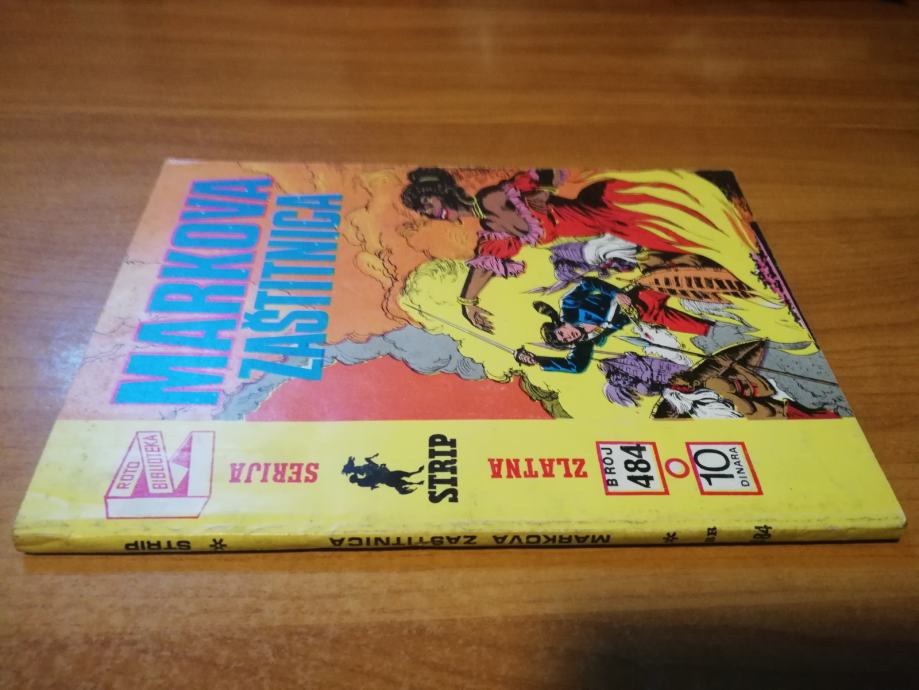 MARKOVA
ZAŠTITNICA
ROTO
BIBLIOTEKA
ZLATNA
STRIP
SERIJA
BROJ
484
10
DINARA
STRIP * MARKOVA ZAŠTITNICA *